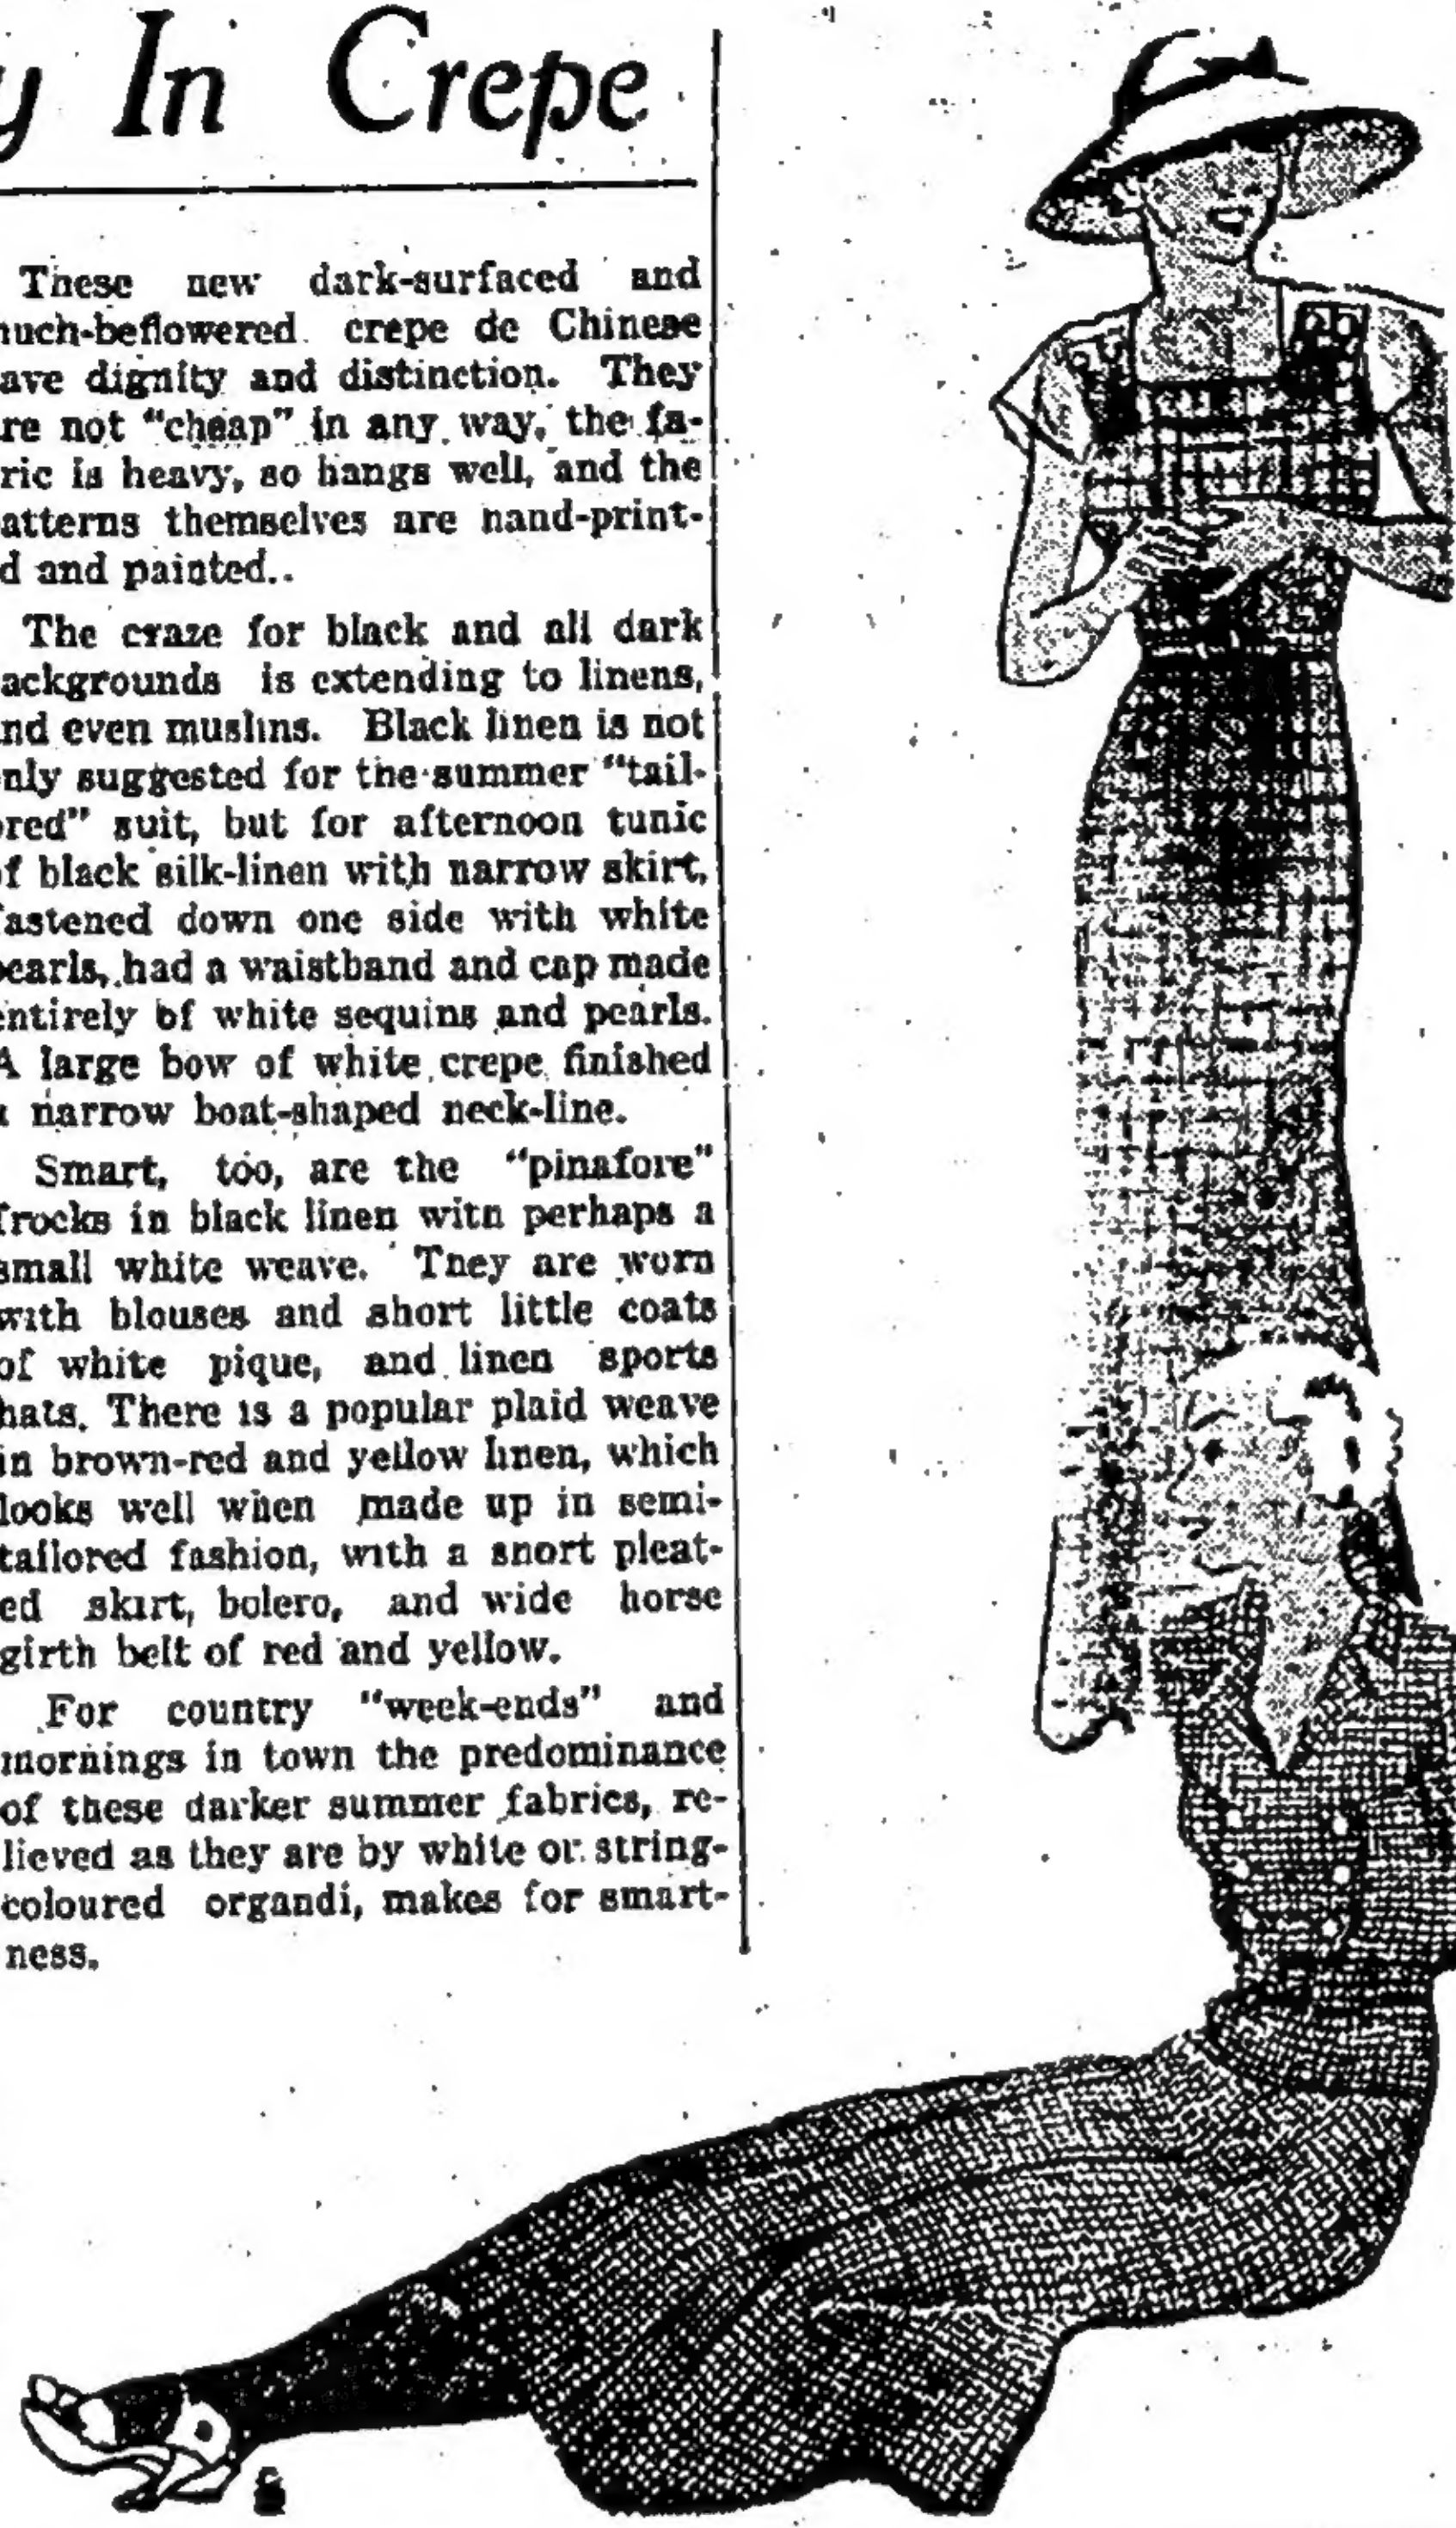 y In Crepe
These new dark-surfaced and
uch-beflowered crepe de Chinese
ave dignity and distinction. They
re not "cheap" in any way, the fa-
ric is heavy, so hangs well, and the
atterns themselves are hand-print-
d and painted..
The craze for black and all dark
ackgrounds is extending to linens,
nd even muslins. Black linen is not
nly suggested for the summer "tail-
ored" suit, but for afternoon tunic
of black silk-linen with narrow skirt,
fastened down one side with white
pearls, had a waistband and cap made
entirely of white sequins and pearls.
A large bow of white crepe finished
a narrow boat-shaped neck-line.
Smart, too, are the "pinafore"
frocks in black linen with perhaps a
small white weave. They are worn
with blouses and short little coats
of white pique, and linen sports
hats. There is a popular plaid weave
in brown-red and yellow linen, which
looks well when made up in semi-
tailored fashion, with a short pleat-
ed skirt, bolero, and wide horse
girth belt of red and yellow.
For country "week-ends" and
mornings in town the predominance
of these darker summer fabrics, re-
lieved as they are by white or string-
coloured organdi, makes for smart-
ness.